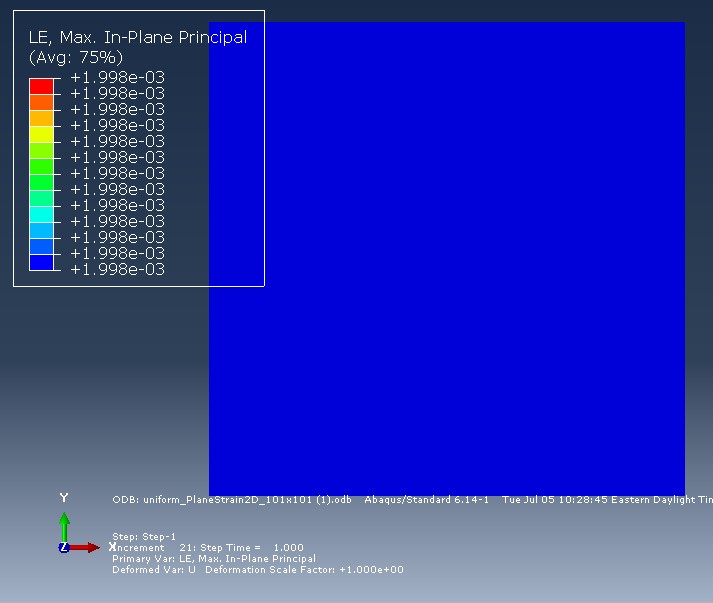 LE, Max. In-Plane Principal
(Avg: 75%)
+1.998e-03
+1.998e-03
+1.998e-03
+1.998e-03
+1.998e-03
+1.998e-03
+1.998e-03
+1.998e-03
+1.998e-03
+1.998e-03
+1.998e-03
+1.998e-03
+1.998e-03
Y
ODB: uniform_PlaneStrain2D_101x101 (1).odb Abaqus/Standard 6.14-1 Tue Jul 05 10:28:45 Eastern Daylight Tin
Step: Step-1
Z X Increment 21: Step Time = 1.000
Primary Var: LE, Max. In-Plane Principal
Deformed Var: U Deformation Scale Factor: +1.000e+00